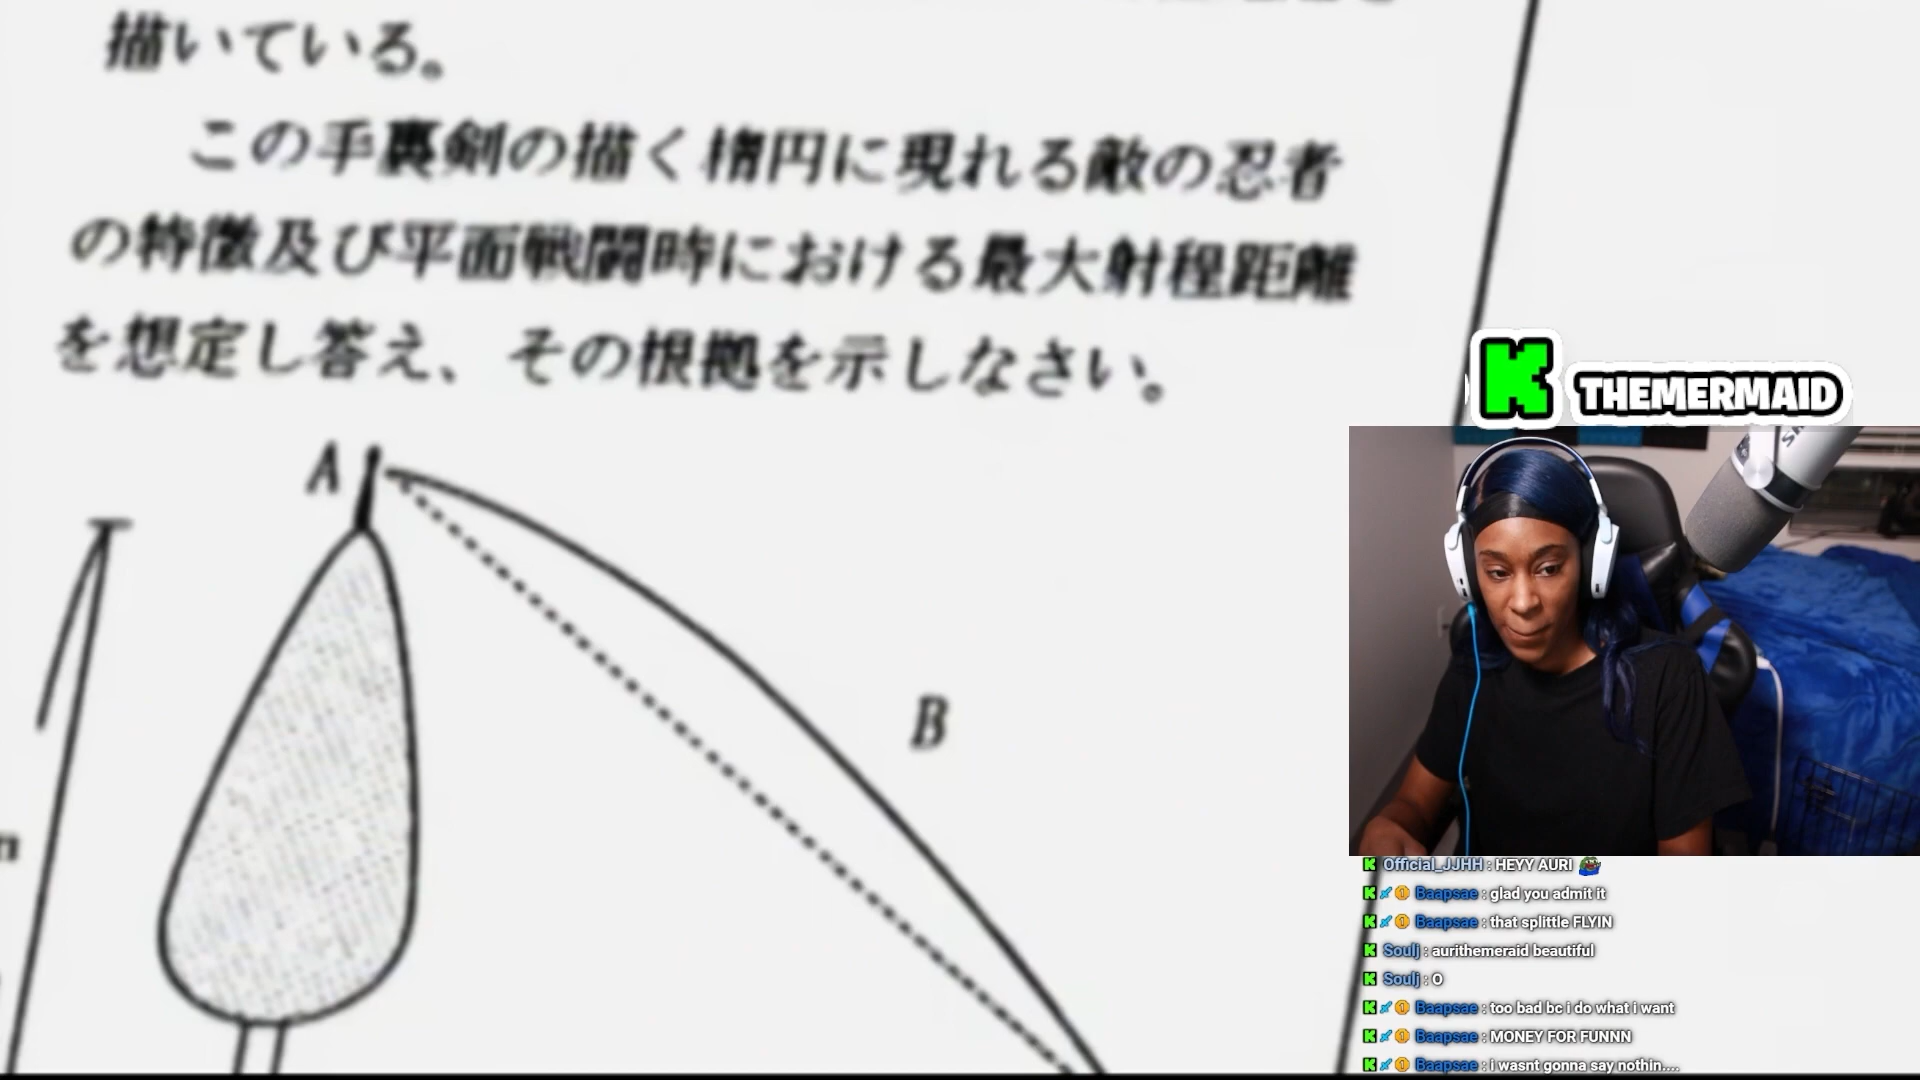 描いている。
この手裏剣の描く楕円に現れる敵の忍者
の特徴及び平面戦闘時における最大射程距離
を想定し答え、その根拠を示しなさい。
A
B
K THEMERMAID
Official_JJHH : HEYY AURI
Baapsae : glad you admit it
Baapsae : that splittle FLYIN
Soulj : aurithemeraid beautiful
Soulj : O
Baapsae : too bad bc i do what i want
Baapsae : MONEY FOR FUNNN
Baapsae : i wasnt gonna say nothin....